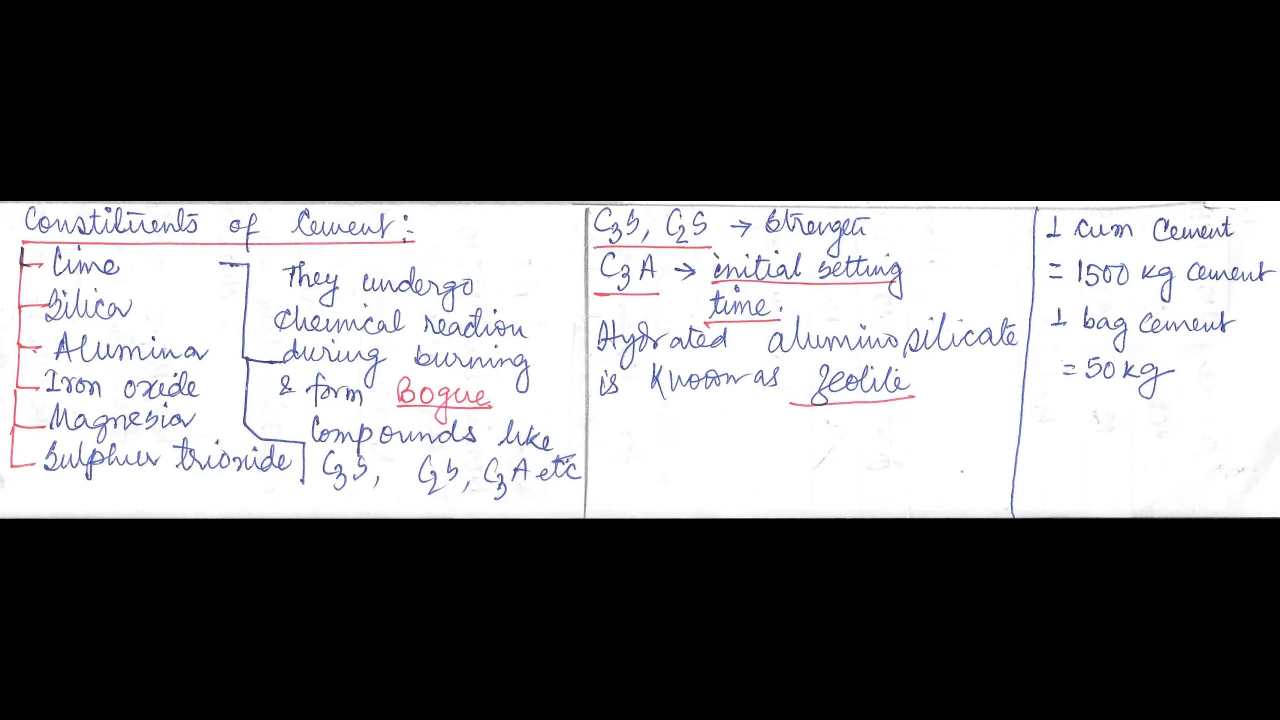 Constituents of Cement:
Lime
Silica
Alumina
Iron oxide
Magnesia
Sulphur trioxide
They undergo
chemical reaction
during burning
& form Bogue
Compounds like
C3S, C2S, C3A etc
C3S, C2S → Strength
C3A → initial setting
time.
Hydrated aluminosilicate
is known as zeolite
1 cum Cement
= 1500 kg cement
1 bag cement
= 50 kg